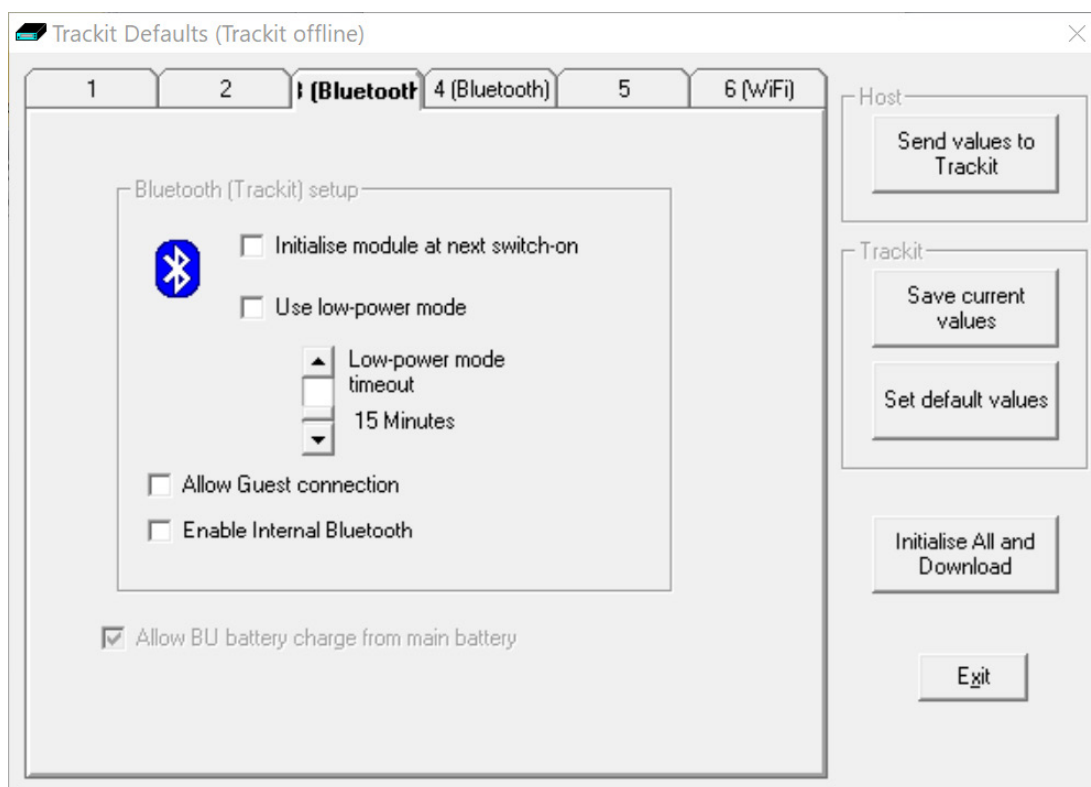 Trackit Defaults (Trackit offline)
1
2
(Bluetooth
4 (Bluetooth)
5
6 (WiFi)
Host
Send values to
Trackit
Bluetooth (Trackit) setup
Initialise module at next switch-on
Use low-power mode
Low-power mode
timeout
15 Minutes
Allow Guest connection
Enable Internal Bluetooth
Allow BU battery charge from main battery
Trackit
Save current
values
Set default values
Initialise All and
Download
Exit